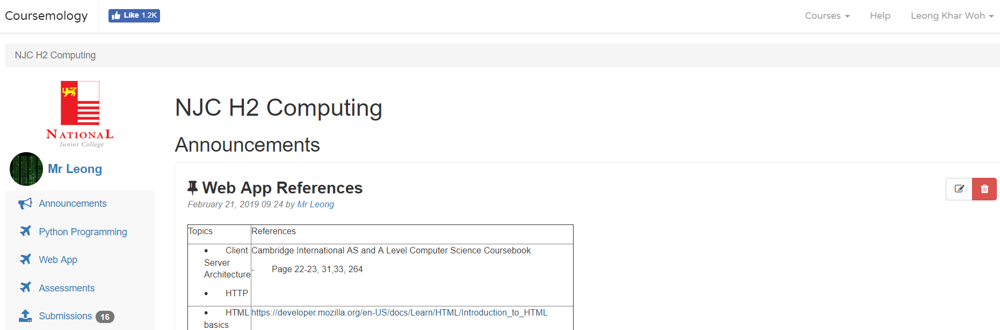 Coursemology
Like 1.2K
Courses
Help
Leong Khar Woh
NJC H2 Computing
NATIONAL
Junior College
Mr Leong
Announcements
Python Programming
Web App
Assessments
Submissions 16
NJC H2 Computing
Announcements
Web App References
February 21, 2019 09:24 by Mr Leong
Topics
References
• Client
Server
Architecture
• HTTP
Cambridge International AS and A Level Computer Science Coursebook
- Page 22-23, 31,33, 264
• HTML
basics
https://developer.mozilla.org/en-US/docs/Learn/HTML/Introduction_to_HTML